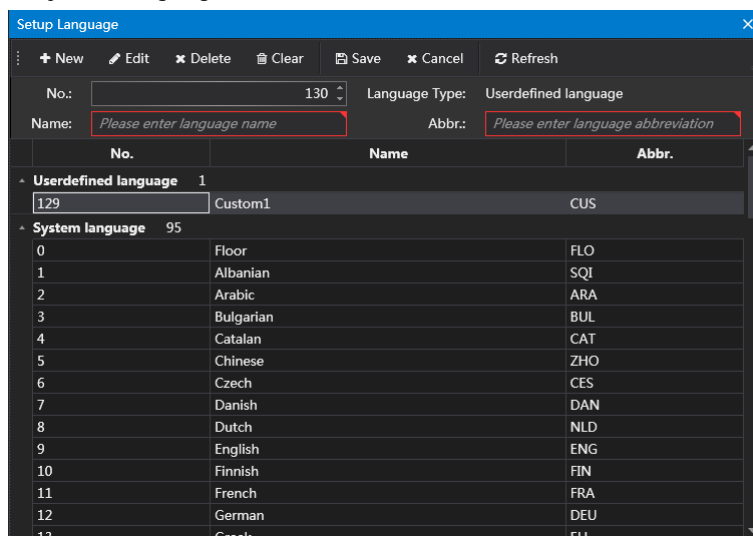 Setup Language
New Edit Delete Clear Save Cancel Refresh
No.: 130 Language Type: Userdefined language
Name: Please enter language name Abbr.: Please enter language abbreviation
No. Name Abbr.
Userdefined language 1
129 Custom1 CUS
System language 95
0 Floor FLO
1 Albanian SQI
2 Arabic ARA
3 Bulgarian BUL
4 Catalan CAT
5 Chinese ZHO
6 Czech CES
7 Danish DAN
8 Dutch NLD
9 English ENG
10 Finnish FIN
11 French FRA
12 German DEU